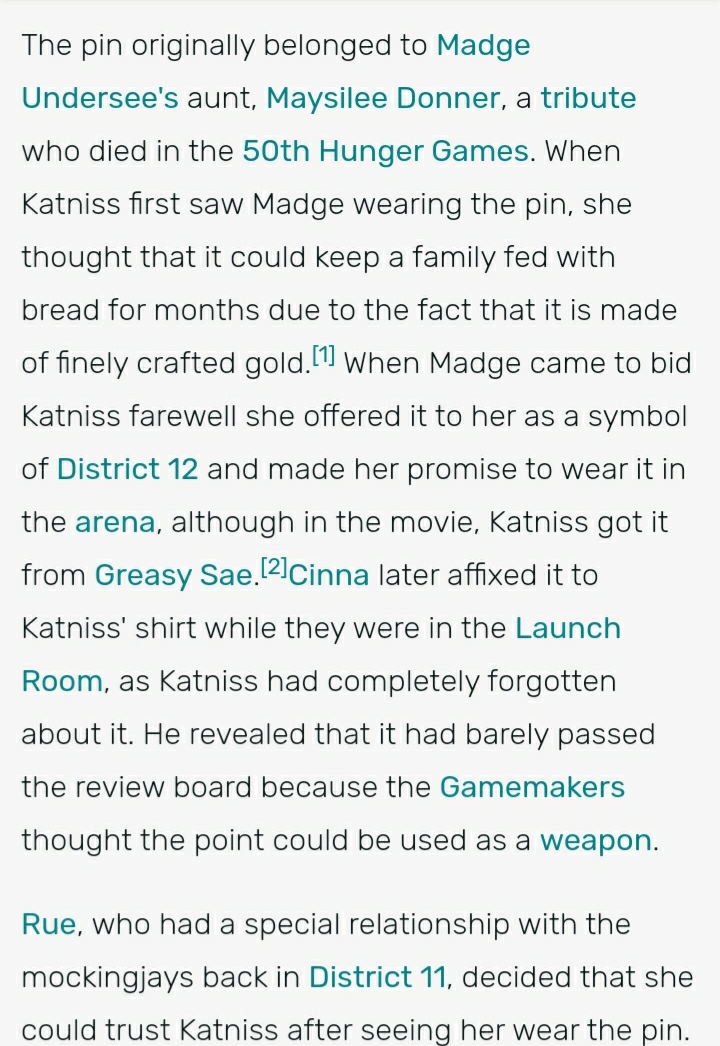 The pin originally belonged to Madge
Undersee's aunt, Maysilee Donner, a tribute
who died in the 50th Hunger Games. When
Katniss first saw Madge wearing the pin, she
thought that it could keep a family fed with
bread for months due to the fact that it is made
of finely crafted gold.[1] When Madge came to bid
Katniss farewell she offered it to her as a symbol
of District 12 and made her promise to wear it in
the arena, although in the movie, Katniss got it
from Greasy Sae.[2]Cinna later affixed it to
Katniss' shirt while they were in the Launch
Room, as Katniss had completely forgotten
about it. He revealed that it had barely passed
the review board because the Gamemakers
thought the point could be used as a weapon.
Rue, who had a special relationship with the
mockingjays back in District 11, decided that she
could trust Katniss after seeing her wear the pin.